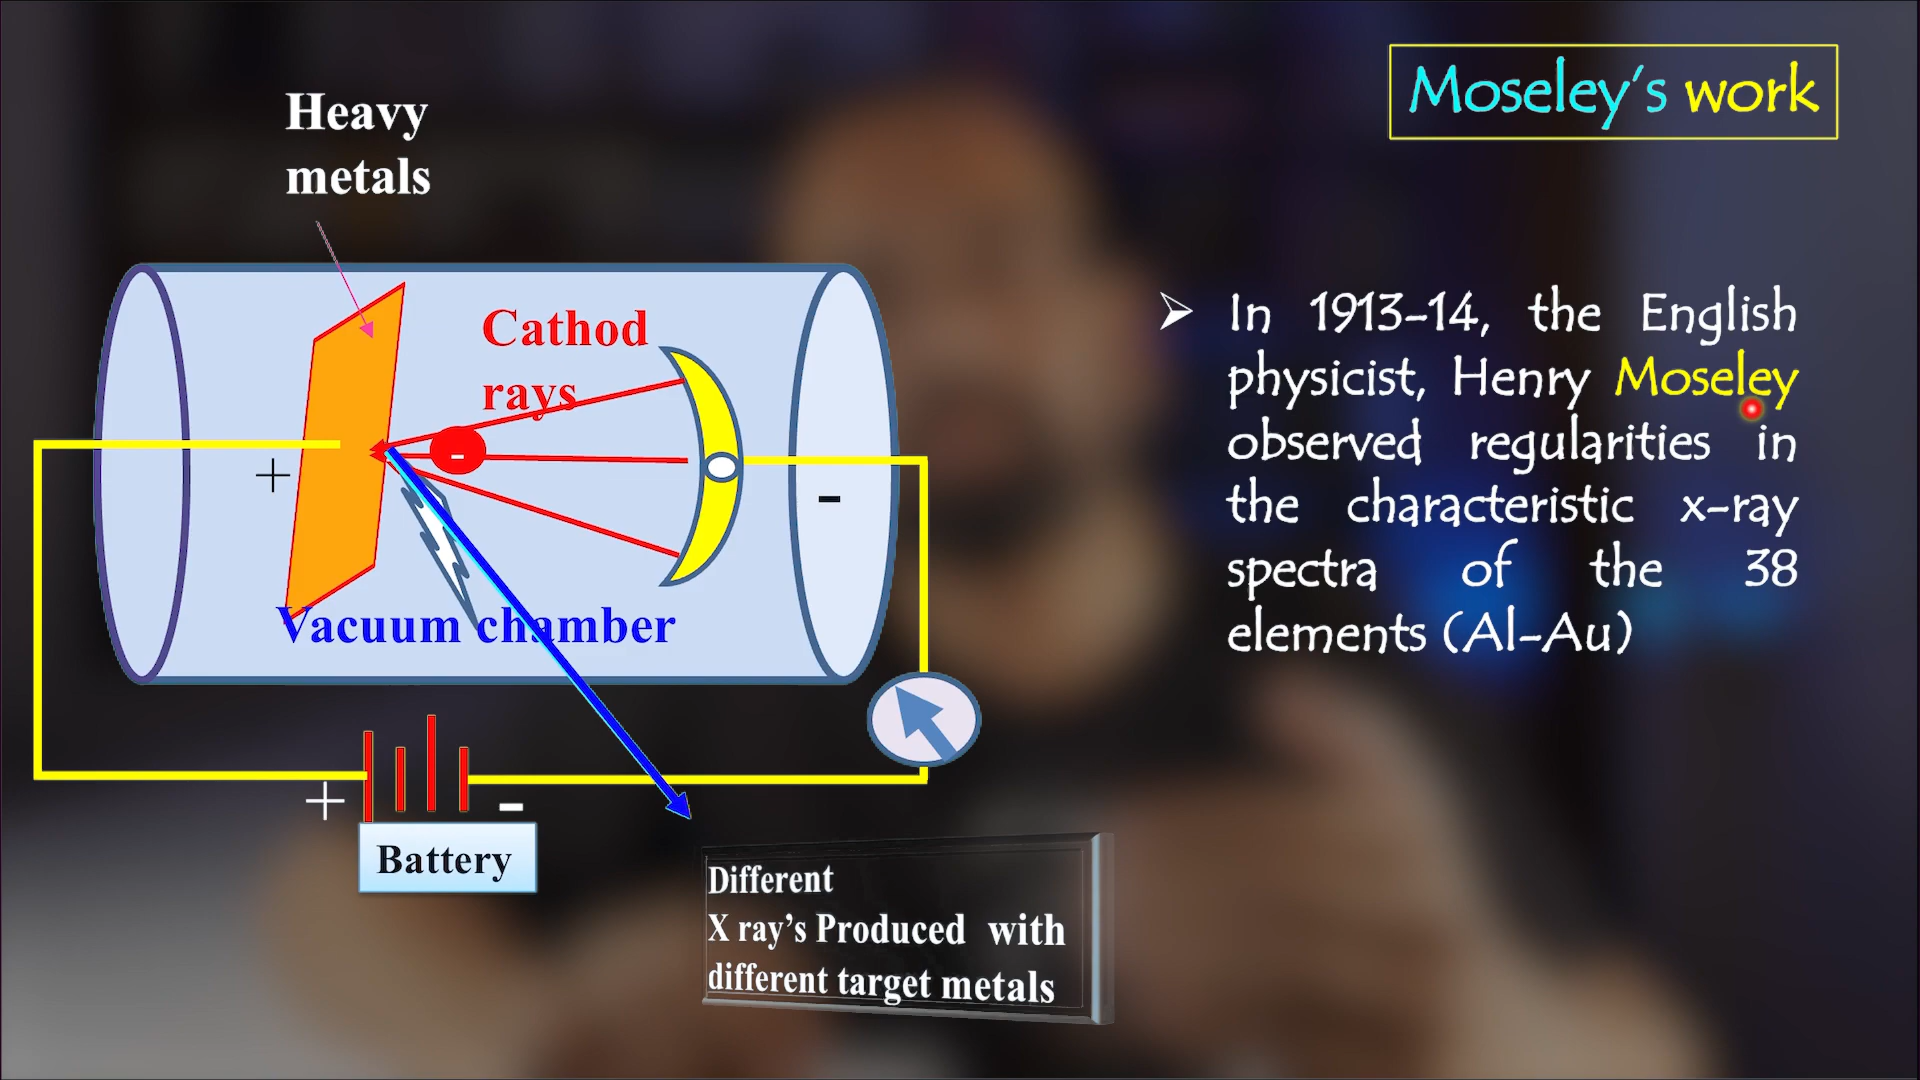 Moseley's work
Heavy
metals
Cathod
rays
+
-
-
Vacuum chamber
+
-
Battery
Different
X ray's Produced with
different target metals
➢ In 1913-14, the English
physicist, Henry Moseley
observed regularities in
the characteristic x-ray
spectra of the 38
elements (Al-Au)